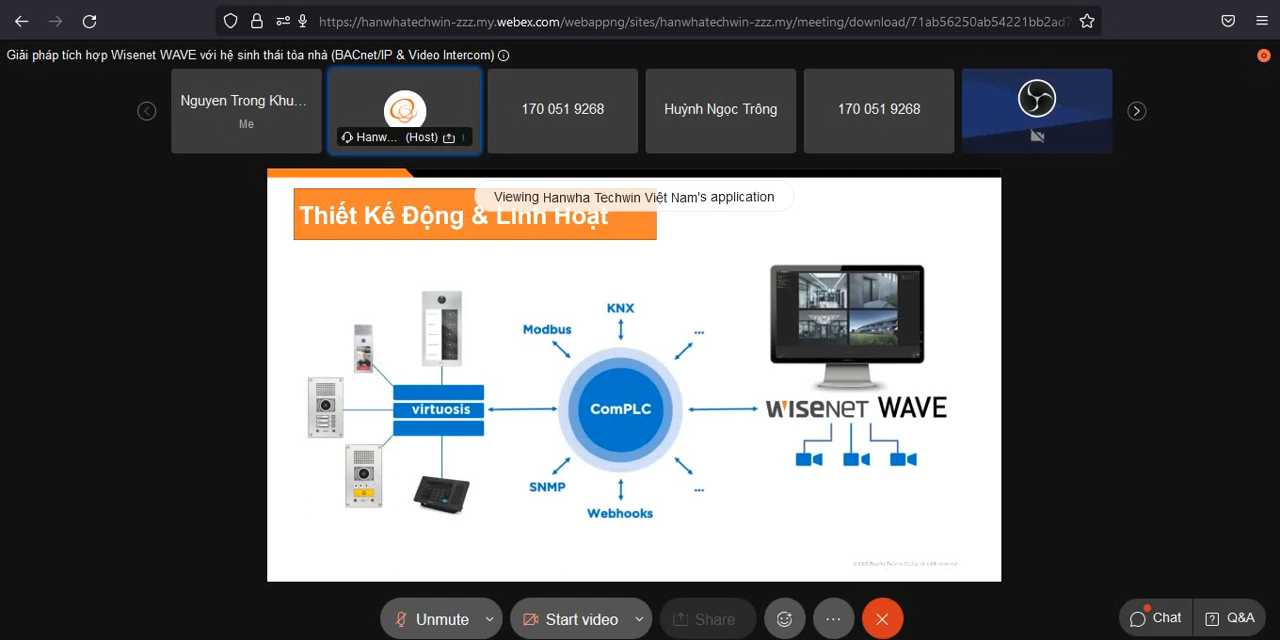 https://hanwhatechwin-zzz.my.webex.com/webappng/sites/hanwhatechwin-zzz.my/meeting/download/71ab56250ab54221bb2ad7
Giải pháp tích hợp Wisenet WAVE với hệ sinh thái tòa nhà (BACnet/IP & Video Intercom)
Nguyen Trong Khu...
Me
Hanw... (Host)
170 051 9268
Huỳnh Ngọc Trông
170 051 9268
Viewing Hanwha Techwin Việt Nam's application
Thiết Kế Động & Linh Hoạt
KNX
Modbus
...
virtuosis
ComPLC
WISENET WAVE
SNMP
...
Webhooks
Unmute
Start video
Share
Chat
Q&A